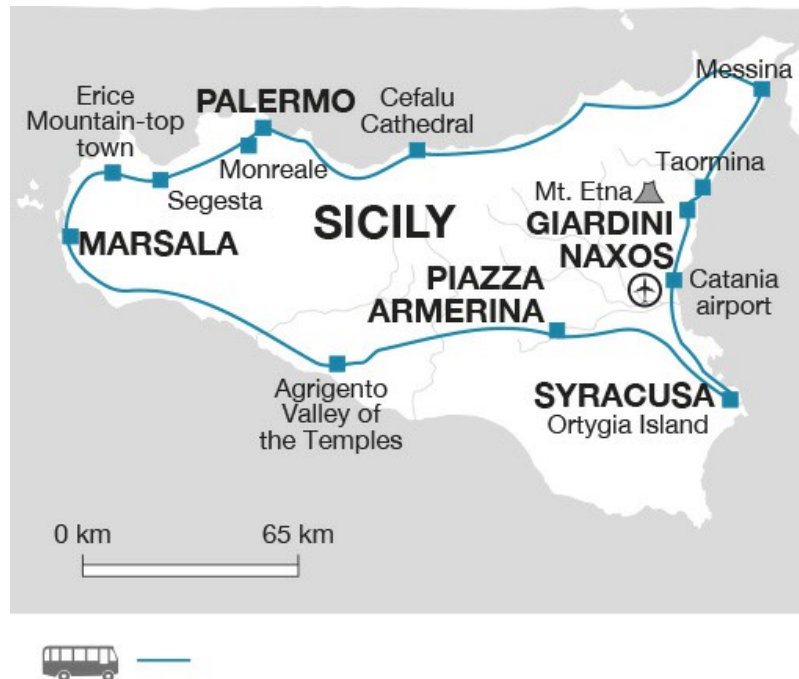 Messina
Erice
Mountain-top
town
PALERMO
Cefalu
Cathedral
Monreale
Segesta
Taormina
Mt. Etna
SICILY
GIARDINI
NAXOS
MARSALA
PIAZZA
ARMERINA
Catania
airport
Agrigento
Valley of
the Temples
SYRACUSA
Ortygia Island
0 km
65 km